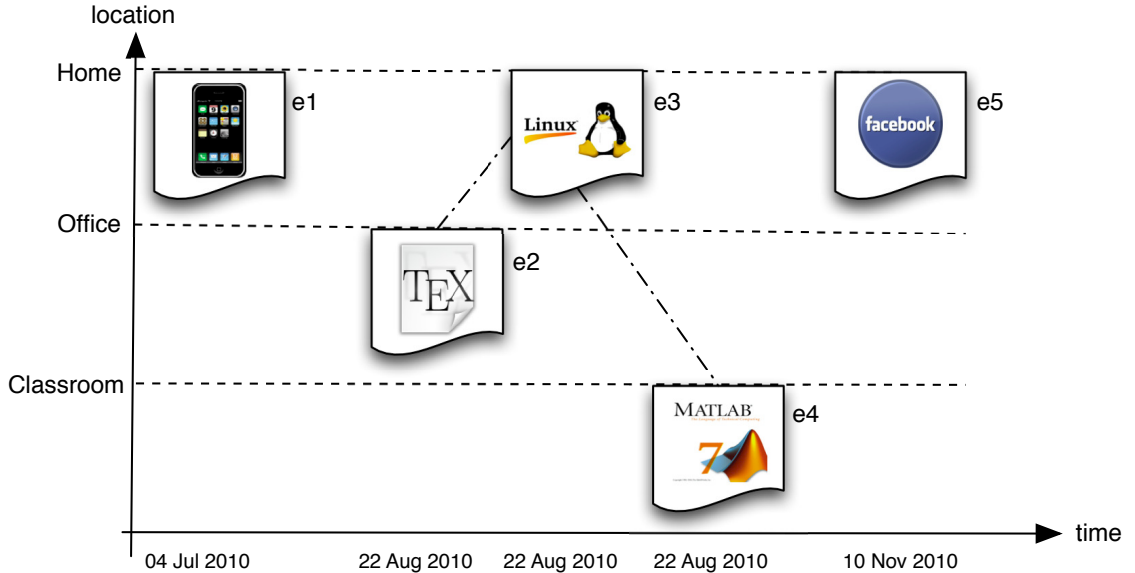 location
Home
e1
Linux
e3
facebook
e5
Office
TEX
e2
Classroom
MATLAB
7
e4
time
04 Jul 2010
22 Aug 2010
22 Aug 2010
22 Aug 2010
10 Nov 2010